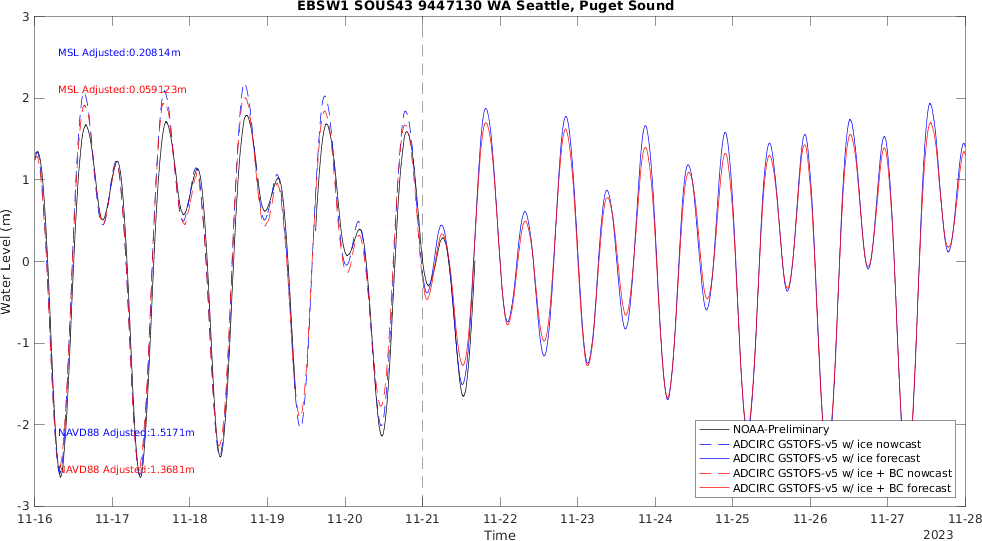 EBSW1 SOUS43 9447130 WA Seattle, Puget Sound
3
2
1
0
-1
-2
-3
Water Level (m)
MSL Adjusted:0.20814m
MSL Adjusted:0.059123m
NAVD88 Adjusted:1.5171m
NAVD88 Adjusted:1.3681m
NOAA-Preliminary
ADCIRC GSTOFS-v5 w/ ice nowcast
ADCIRC GSTOFS-v5 w/ ice forecast
ADCIRC GSTOFS-v5 w/ ice + BC nowcast
ADCIRC GSTOFS-v5 w/ ice + BC forecast
11-16 11-17 11-18 11-19 11-20 11-21 11-22 11-23 11-24 11-25 11-26 11-27 11-28
Time
2023